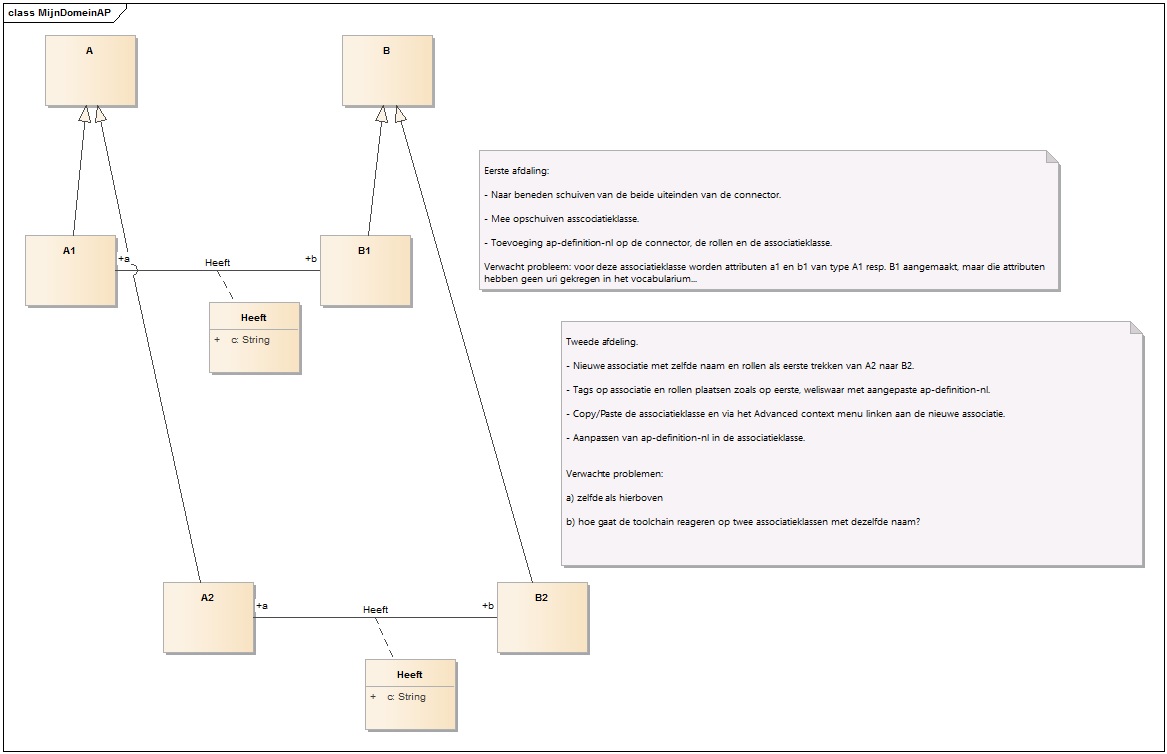 class MijnDomeinAP
A
B
Eerste afdaling:
- Naar beneden schuiven van de beide uiteinden van de connector.
- Mee opschuiven asscociatieklasse.
- Toevoeging ap-definition-nl op de connector, de rollen en de associatieklasse.
Verwacht probleem: voor deze associatieklasse worden attributen a1 en b1 van type A1 resp. B1 aangemaakt, maar die attributen
hebben geen uri gekregen in het vocabularium...
A1
B1
+a
Heeft
+b
Heeft
+ c: String
Tweede afdeling.
- Nieuwe associatie met zelfde naam en rollen als eerste trekken van A2 naar B2.
- Tags op associatie en rollen plaatsen zoals op eerste, weliswaar met aangepaste ap-definition-nl.
- Copy/Paste de associatieklasse en via het Advanced context menu linken aan de nieuwe associatie.
- Aanpassen van ap-definition-nl in de associatieklasse.
Verwachte problemen:
a) zelfde als hierboven
b) hoe gaat de toolchain reageren op twee associatieklassen met dezelfde naam?
A2
B2
+a
Heeft
+b
Heeft
+ c: String